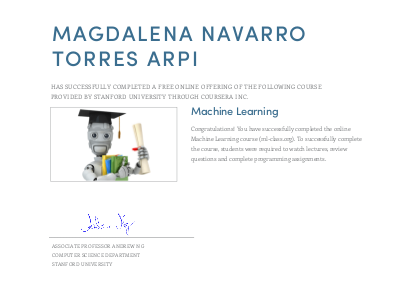 MAGDALENA NAVARRO
TORRES ARPI
HAS SUCCESSFULLY COMPLETED A FREE ONLINE OFFERING OF THE FOLLOWING COURSE
PROVIDED BY STANFORD UNIVERSITY THROUGH COURSERA INC.
Machine Learning
Congratulations! You have successfully completed the online
Machine Learning course (ml-class.org). To successfully complete
the course, students were required to watch lectures, review
questions and complete programming assignments.
ASSOCIATE PROFESSOR ANDREW NG
COMPUTER SCIENCE DEPARTMENT
STANFORD UNIVERSITY